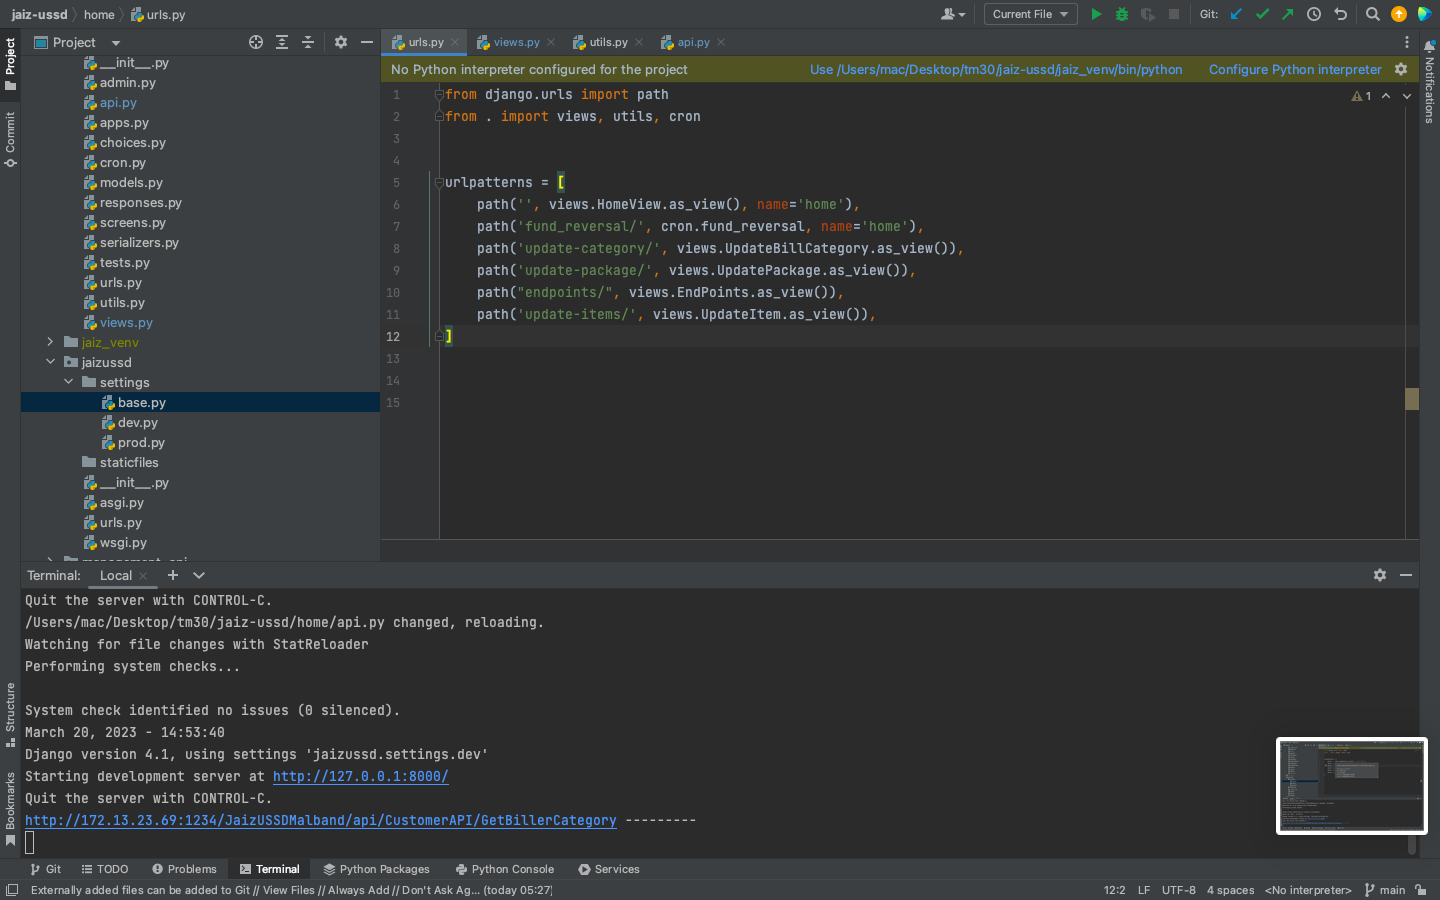 jaiz-ussd
home
urls.py
Current File
Git:
Project
urls.py
views.py
utils.py
api.py
No Python interpreter configured for the project
Use /Users/mac/Desktop/tm30/jaiz-ussd/jaiz_venv/bin/python
Configure Python interpreter
Project
Commit
Structure
Bookmarks
Notifications
__init__.py
admin.py
api.py
apps.py
choices.py
cron.py
models.py
responses.py
screens.py
serializers.py
tests.py
urls.py
utils.py
views.py
jaiz_venv
jaizussd
settings
base.py
dev.py
prod.py
staticfiles
__init__.py
asgi.py
urls.py
wsgi.py
1 from django.urls import path
2 from . import views, utils, cron
3
4
5 urlpatterns = [
6 path('', views.HomeView.as_view(), name='home'),
7 path('fund_reversal/', cron.fund_reversal, name='home'),
8 path('update-category/', views.UpdateBillCategory.as_view()),
9 path('update-package/', views.UpdatePackage.as_view()),
10 path("endpoints/", views.EndPoints.as_view()),
11 path('update-items/', views.UpdateItem.as_view()),
12 ]
13
14
15
1
Terminal:
Local
Quit the server with CONTROL-C.
/Users/mac/Desktop/tm30/jaiz-ussd/home/api.py changed, reloading.
Watching for file changes with StatReloader
Performing system checks...
System check identified no issues (0 silenced).
March 20, 2023 - 14:53:40
Django version 4.1, using settings 'jaizussd.settings.dev'
Starting development server at http://127.0.0.1:8000/
Quit the server with CONTROL-C.
http://172.13.23.69:1234/JaizUSSDMalband/api/CustomerAPI/GetBillerCategory ---------
Git
TODO
Problems
Terminal
Python Packages
Python Console
Services
Externally added files can be added to Git // View Files // Always Add // Don't Ask Ag... (today 05:27)
12:2
LF
UTF-8
4 spaces
<No interpreter>
main